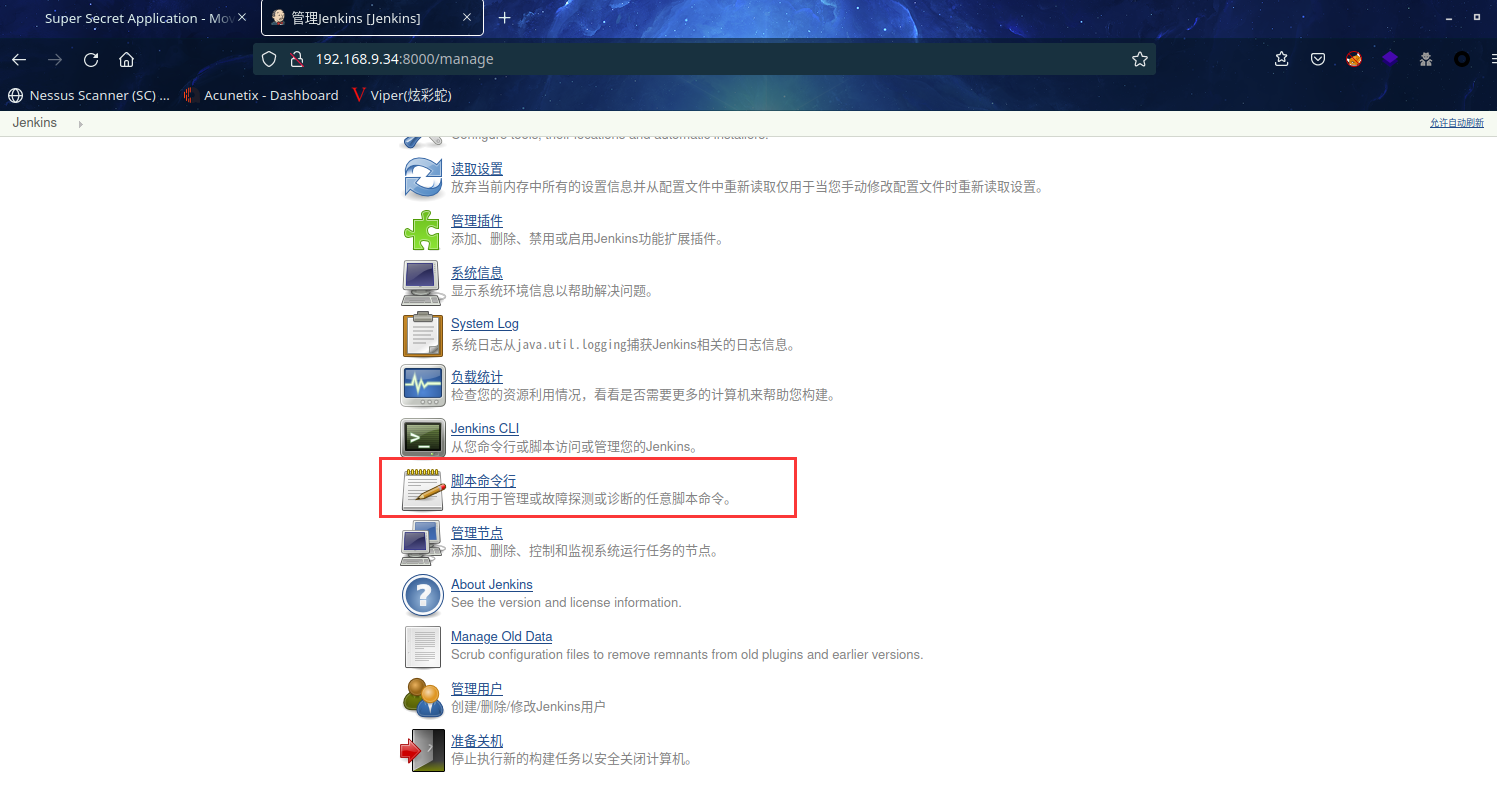 Super Secret Application - Mov
管理Jenkins [Jenkins]
192.168.9.34:8000/manage
Nessus Scanner (SC) ...
Acunetix - Dashboard
Viper(炫彩蛇)
Jenkins
允许自动刷新
Configure tools, their locations and automatic installers.
读取设置
放弃当前内存中所有的设置信息并从配置文件中重新读取仅用于当您手动修改配置文件时重新读取设置。
管理插件
添加、删除、禁用或启用Jenkins功能扩展插件。
系统信息
显示系统环境信息以帮助解决问题。
System Log
系统日志从java.util.logging捕获Jenkins相关的日志信息。
负载统计
检查您的资源利用情况，看看是否需要更多的计算机来帮助您构建。
Jenkins CLI
从您命令行或脚本访问或管理您的Jenkins。
脚本命令行
执行用于管理或故障探测或诊断的任意脚本命令。
管理节点
添加、删除、控制和监视系统运行任务的节点。
About Jenkins
See the version and license information.
Manage Old Data
Scrub configuration files to remove remnants from old plugins and earlier versions.
管理用户
创建/删除/修改Jenkins用户
准备关机
停止执行新的构建任务以安全关闭计算机。